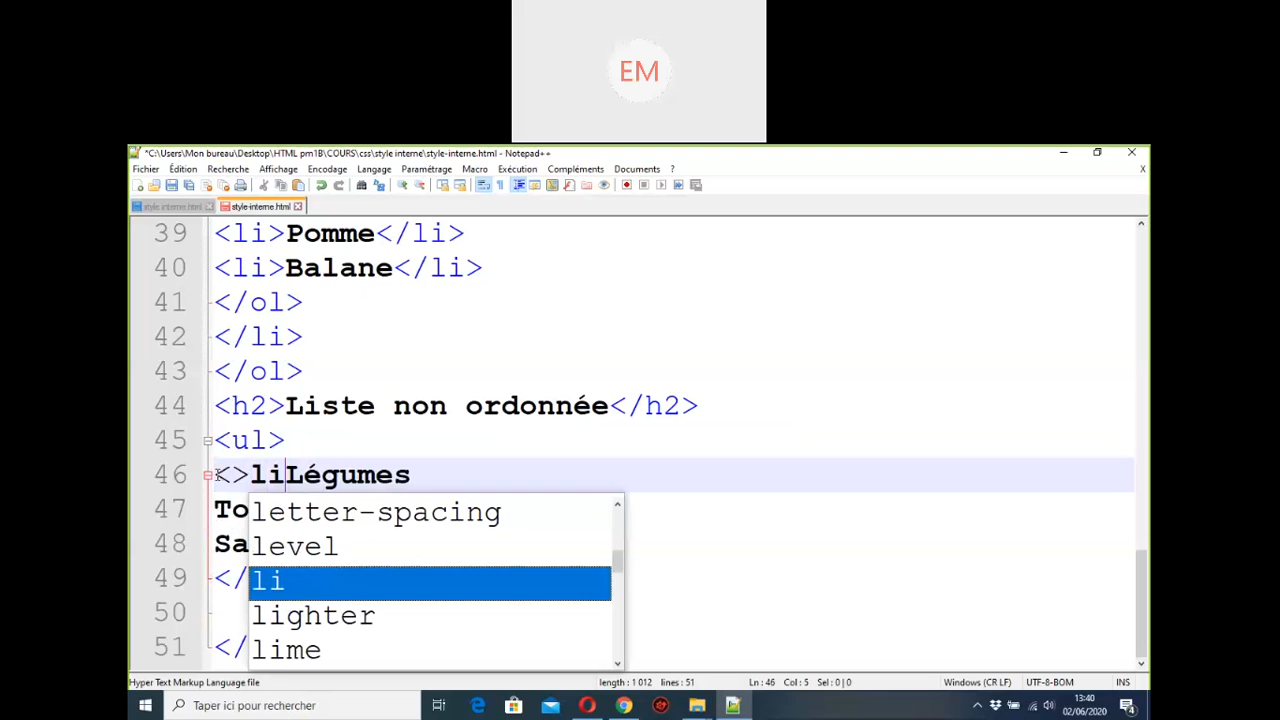 EM
*C:\Users\Mon bureau\Desktop\HTML pm1B\COURS\css\style interne\style-interne.html - Notepad++
Fichier Édition Recherche Affichage Encodage Langage Paramétrage Macro Exécution Compléments Documents ? X
style interne.html style-interne.html
39 <li>Pomme</li>
40 <li>Balane</li>
41 </ol>
42 </li>
43 </ol>
44 <h2>Liste non ordonnée</h2>
45 <ul>
46 <>liLégumes
47 To
letter-spacing
48 Sa
level
49 </
li
50
lighter
51 </
lime
Hyper Text Markup Language file length : 1 012 lines : 51 Ln : 46 Col : 5 Sel : 0 | 0 Windows (CR LF) UTF-8-BOM INS
Taper ici pour rechercher
13:40
02/06/2020
4